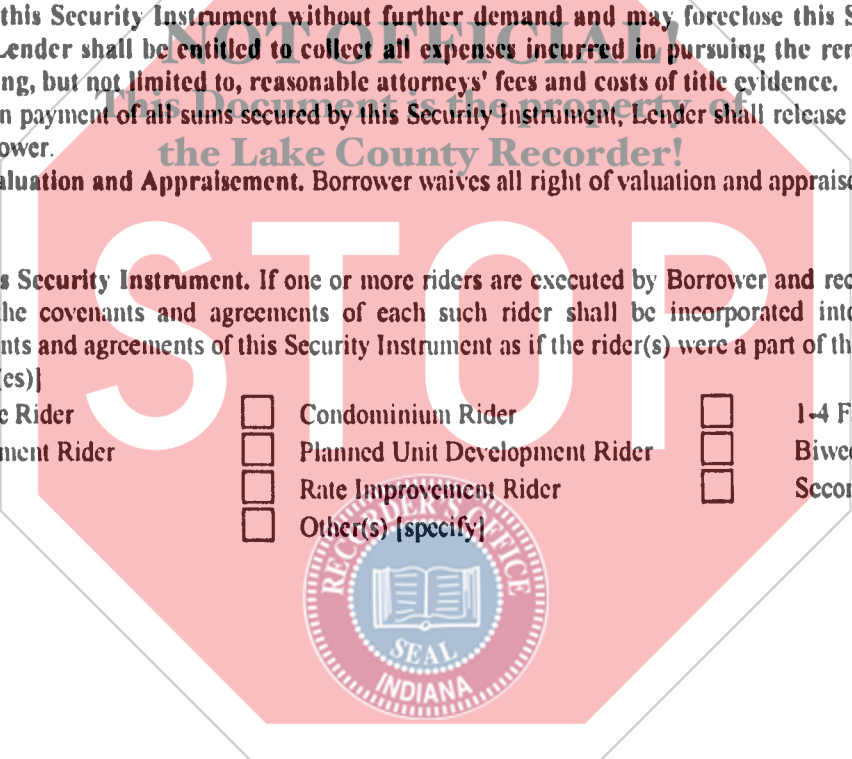 this Security Instrument without further demand and may foreclose this S
NOT OFFICIAL!
Lender shall be entitled to collect all expenses incurred in pursuing the rem
ng, but not limited to, reasonable attorneys' fees and costs of title evidence.
This Document is the property of
n payment of all sums secured by this Security Instrument, Lender shall release
ower.
the Lake County Recorder!
aluation and Appraisement. Borrower waives all right of valuation and appraise
STOP
s Security Instrument. If one or more riders are executed by Borrower and rec
he covenants and agreements of each such rider shall be incorporated into
nts and agreements of this Security Instrument as if the rider(s) were a part of th
(es)]
c Rider Condominium Rider 1-4 F
ment Rider Planned Unit Development Rider Biwee
Rate Improvement Rider Secon
Other(s) [specify]
RECORDER'S OFFICE
SEAL
INDIANA